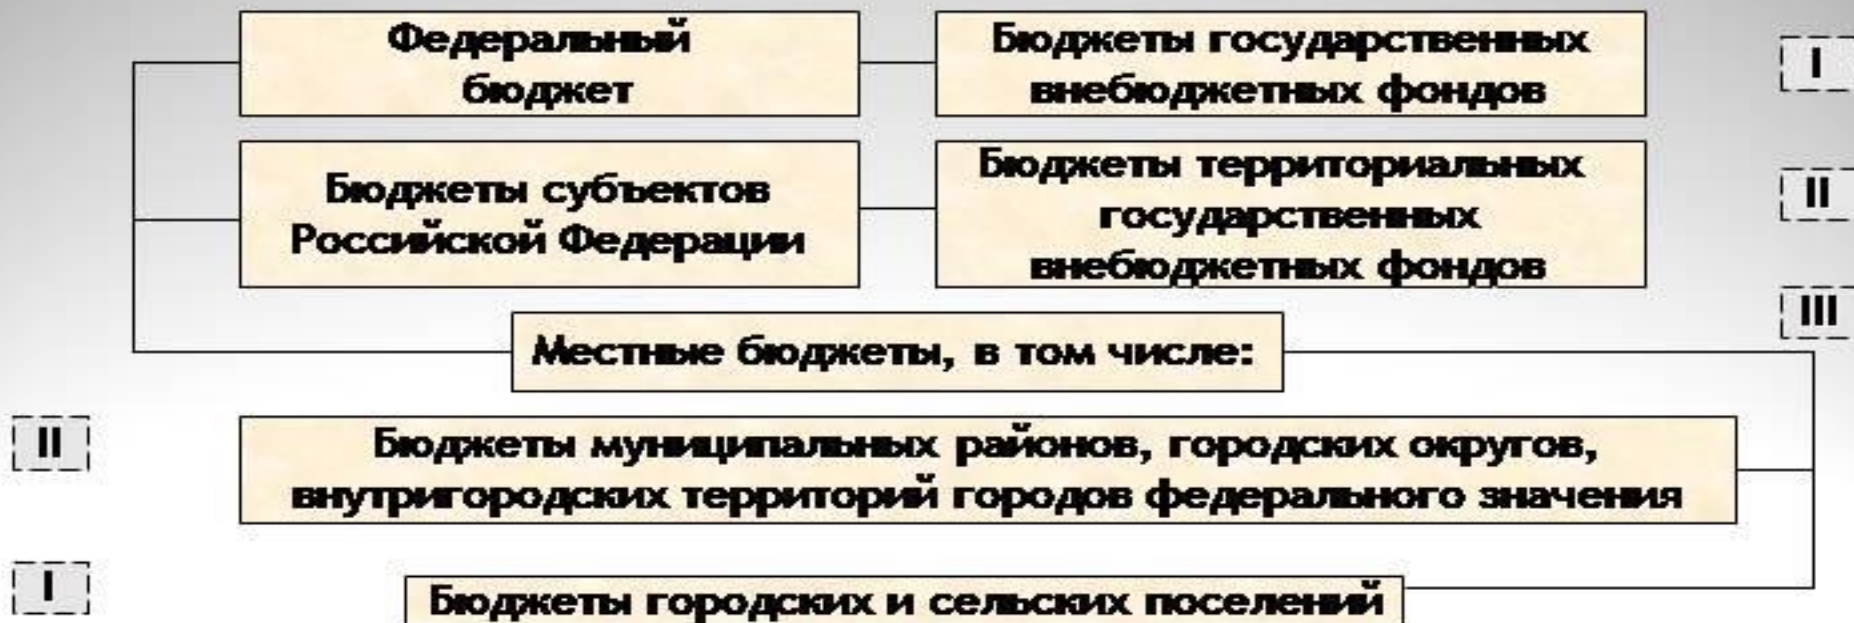 Федеральный
бюджет
Бюджеты государственных
внебюджетных фондов
I
Бюджеты субъектов
Российской Федерации
Бюджеты территориальных
государственных
внебюджетных фондов
II
III
Местные бюджеты, в том числе:
II
Бюджеты муниципальных районов, городских округов,
внутригородских территорий городов федерального значения
I
Бюджеты городских и сельских поселений